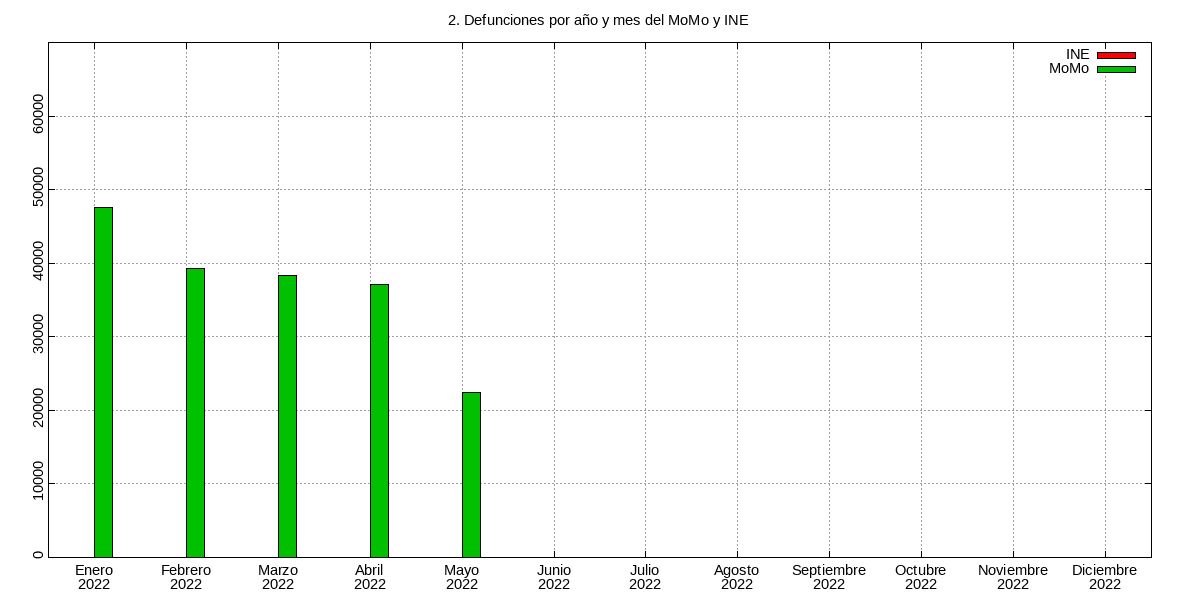 2. Defunciones por año y mes del MoMo y INE
INE
MoMo
60000
50000
40000
30000
20000
10000
0
Enero Febrero Marzo Abril Mayo Junio Julio Agosto Septiembre Octubre Noviembre Diciembre
2022 2022 2022 2022 2022 2022 2022 2022 2022 2022 2022 2022